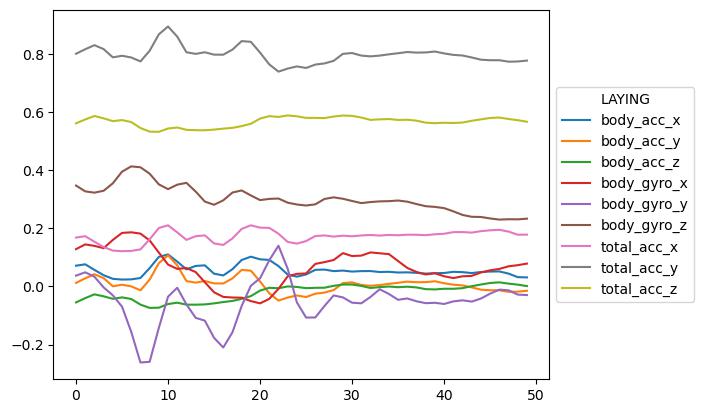 0.8
0.6
0.4
0.2
0.0
−0.2
0 10 20 30 40 50
LAYING
body_acc_x
body_acc_y
body_acc_z
body_gyro_x
body_gyro_y
body_gyro_z
total_acc_x
total_acc_y
total_acc_z